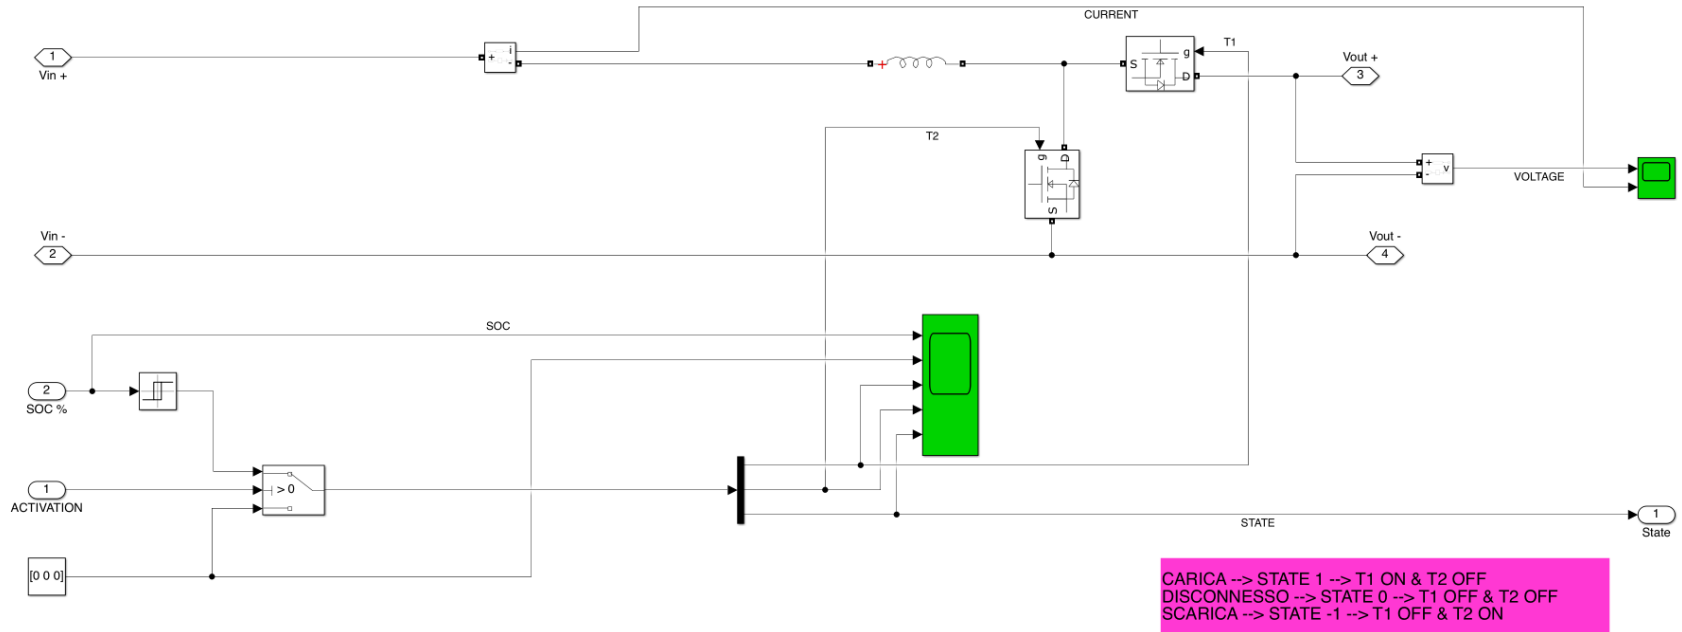 CURRENT
1
Vin +
i
+
-
+
S
g
D
T1
Vout +
3
T2
g
D
S
+
-
v
VOLTAGE
Vin -
2
Vout -
4
SOC
2
SOC %
1
ACTIVATION
> 0
[0 0 0]
STATE
1
State
CARICA --> STATE 1 --> T1 ON & T2 OFF
DISCONNESSO --> STATE 0 --> T1 OFF & T2 OFF
SCARICA --> STATE -1 --> T1 OFF & T2 ON